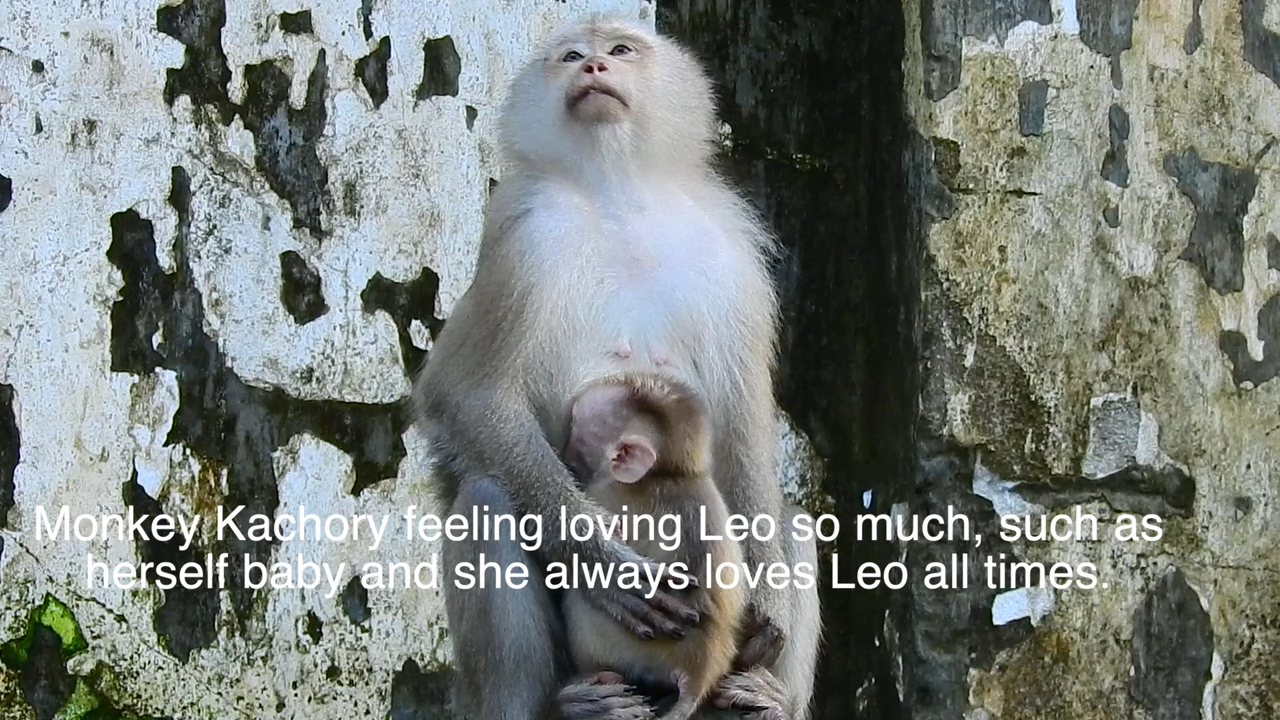 Monkey Kachory feeling loving Leo so much, such as
herself baby and she always loves Leo all times.